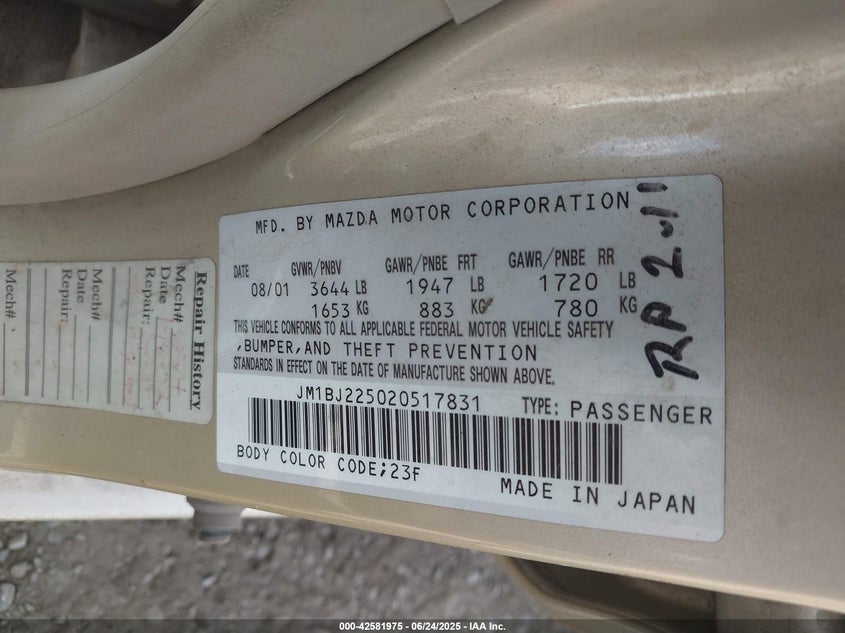 MFD. BY MAZDA MOTOR CORPORATION
DATE GVWR/PNBV GAWR/PNBE FRT GAWR/PNBE RR
08/01 3644 LB 1947 LB 1720 LB
1653 KG 883 KG 780 KG
THIS VEHICLE CONFORMS TO ALL APPLICABLE FEDERAL MOTOR VEHICLE SAFETY
,BUMPER,AND THEFT PREVENTION
STANDARDS IN EFFECT ON THE DATE OF MANUFACTURE SHOWN ABOVE.
JM1BJ225020517831 TYPE: PASSENGER
BODY COLOR CODE;23F
MADE IN JAPAN
RP 2011
Repair History
Mech#
Date
Repair:
Mech#
Date
Repair:
Mech#
000-42581975 - 06/24/2025 - IAA Inc.